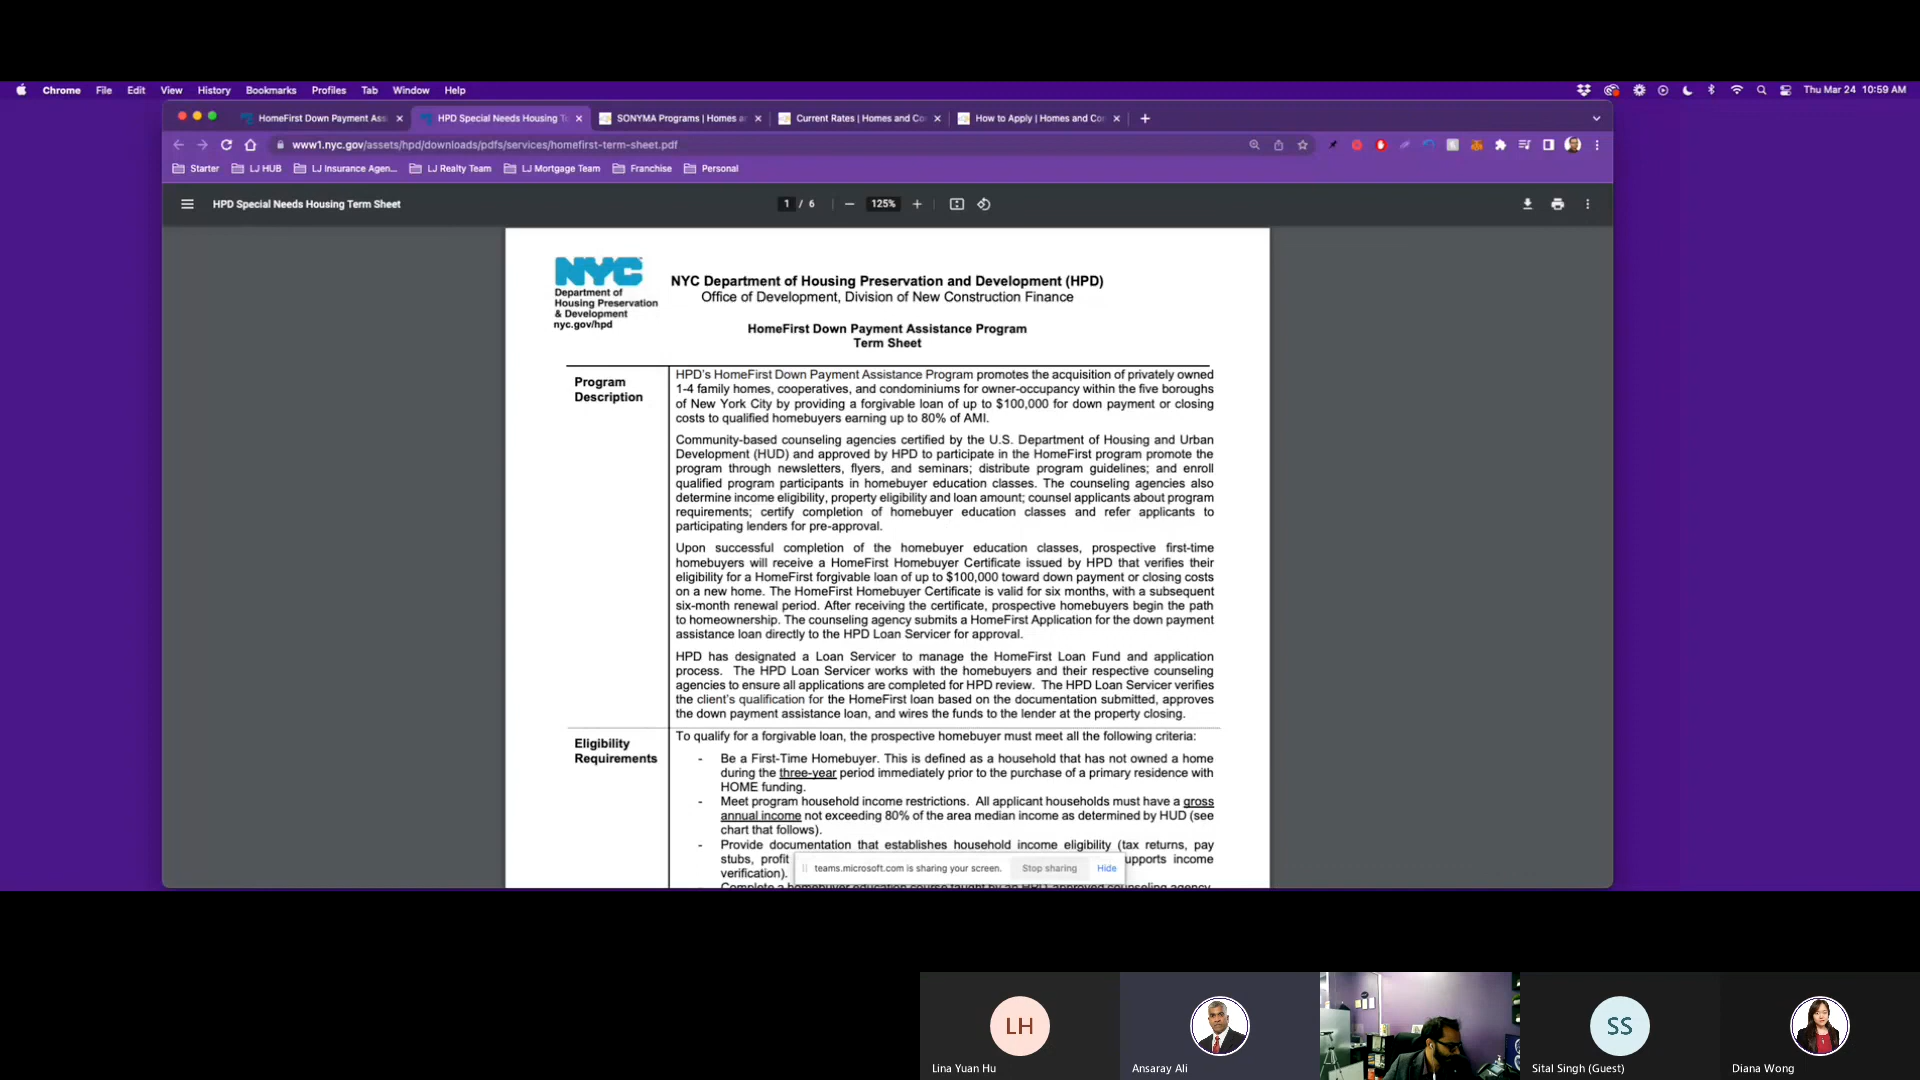 Chrome File Edit View History Bookmarks Profiles Tab Window Help
Thu Mar 24 10:59 AM
HomeFirst Down Payment Ass
HPD Special Needs Housing T
SONYMA Programs | Homes a
Current Rates | Homes and Co
How to Apply | Homes and Co
www1.nyc.gov/assets/hpd/downloads/pdfs/services/homefirst-term-sheet.pdf
Starter LJ HUB LJ Insurance Agen... LJ Realty Team LJ Mortgage Team Franchise Personal
HPD Special Needs Housing Term Sheet
1 / 6
125%
NYC
Department of
Housing Preservation
& Development
nyc.gov/hpd
NYC Department of Housing Preservation and Development (HPD)
Office of Development, Division of New Construction Finance
HomeFirst Down Payment Assistance Program
Term Sheet
Program
Description
HPD's HomeFirst Down Payment Assistance Program promotes the acquisition of privately owned
1-4 family homes, cooperatives, and condominiums for owner-occupancy within the five boroughs
of New York City by providing a forgivable loan of up to $100,000 for down payment or closing
costs to qualified homebuyers earning up to 80% of AMI.
Community-based counseling agencies certified by the U.S. Department of Housing and Urban
Development (HUD) and approved by HPD to participate in the HomeFirst program promote the
program through newsletters, flyers, and seminars; distribute program guidelines; and enroll
qualified program participants in homebuyer education classes. The counseling agencies also
determine income eligibility, property eligibility and loan amount; counsel applicants about program
requirements; certify completion of homebuyer education classes and refer applicants to
participating lenders for pre-approval.
Upon successful completion of the homebuyer education classes, prospective first-time
homebuyers will receive a HomeFirst Homebuyer Certificate issued by HPD that verifies their
eligibility for a HomeFirst forgivable loan of up to $100,000 toward down payment or closing costs
on a new home. The HomeFirst Homebuyer Certificate is valid for six months, with a subsequent
six-month renewal period. After receiving the certificate, prospective homebuyers begin the path
to homeownership. The counseling agency submits a HomeFirst Application for the down payment
assistance loan directly to the HPD Loan Servicer for approval.
HPD has designated a Loan Servicer to manage the HomeFirst Loan Fund and application
process. The HPD Loan Servicer works with the homebuyers and their respective counseling
agencies to ensure all applications are completed for HPD review. The HPD Loan Servicer verifies
the client's qualification for the HomeFirst loan based on the documentation submitted, approves
the down payment assistance loan, and wires the funds to the lender at the property closing.
Eligibility
Requirements
To qualify for a forgivable loan, the prospective homebuyer must meet all the following criteria:
- Be a First-Time Homebuyer. This is defined as a household that has not owned a home
during the three-year period immediately prior to the purchase of a primary residence with
HOME funding.
- Meet program household income restrictions. All applicant households must have a gross
annual income not exceeding 80% of the area median income as determined by HUD (see
chart that follows).
- Provide documentation that establishes household income eligibility (tax returns, pay
stubs, profit upports income
verification).
- Complete a homebuyer education course taught by an HPD-approved counseling agency.
teams.microsoft.com is sharing your screen. Stop sharing Hide
LH
Lina Yuan Hu
Ansaray Ali
SS
Sital Singh (Guest)
Diana Wong